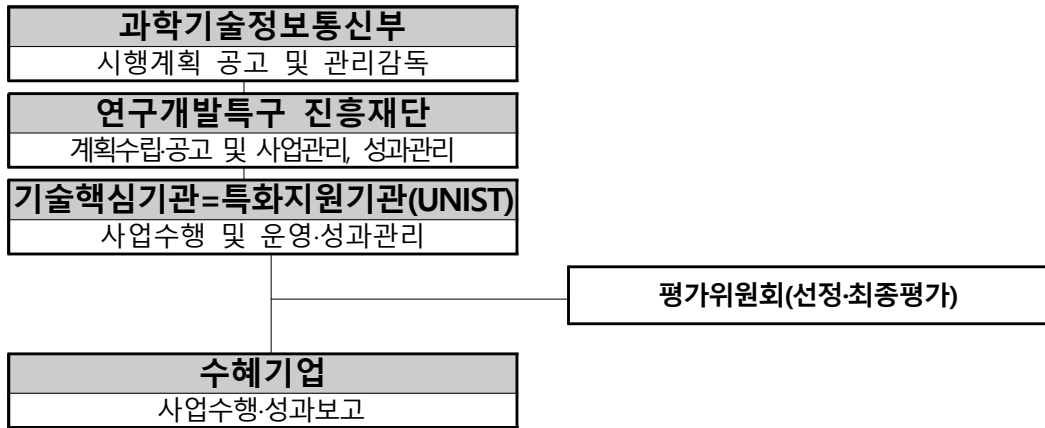 과학기술정보통신부
시행계획 공고 및 관리감독
연구개발특구 진흥재단
계획수립·공고 및 사업관리, 성과관리
기술핵심기관=특화지원기관(UNIST)
사업수행 및 운영·성과관리
평가위원회(선정·최종평가)
수혜기업
사업수행·성과보고